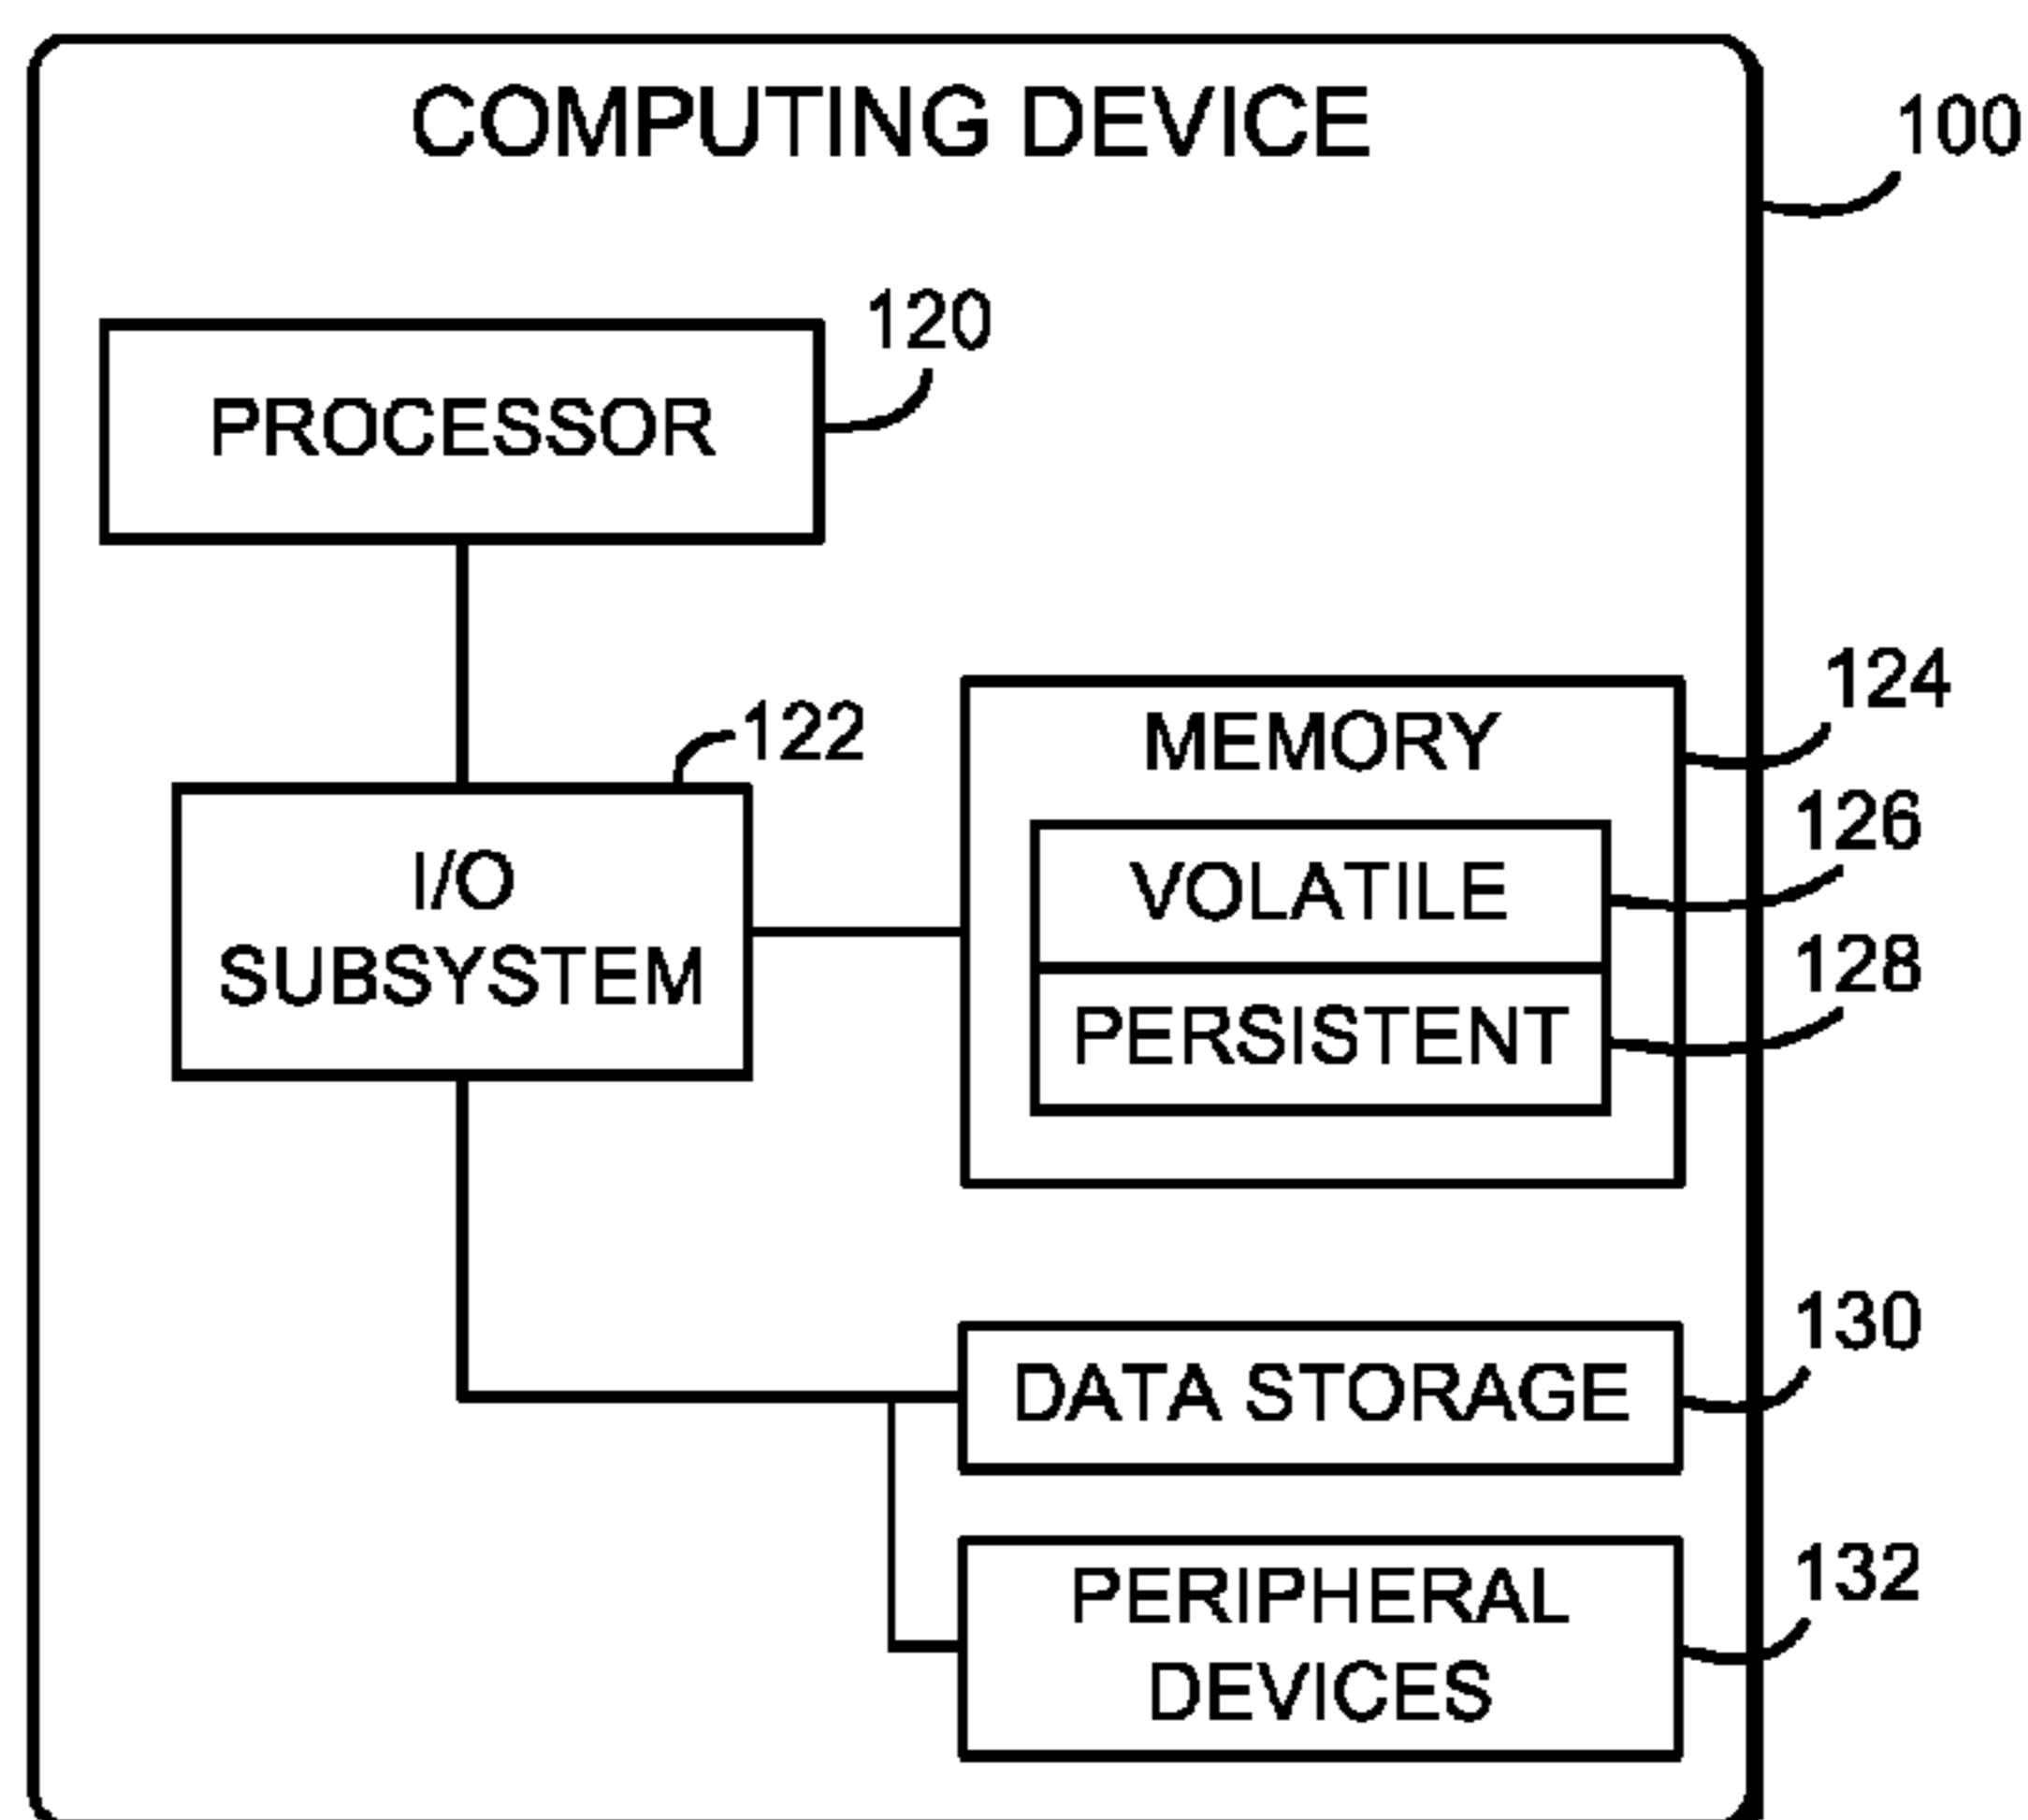 COMPUTING DEVICE
100
120
PROCESSOR
124
122
MEMORY
126
I/O
SUBSYSTEM
VOLATILE
128
PERSISTENT
130
DATA STORAGE
132
PERIPHERAL
DEVICES